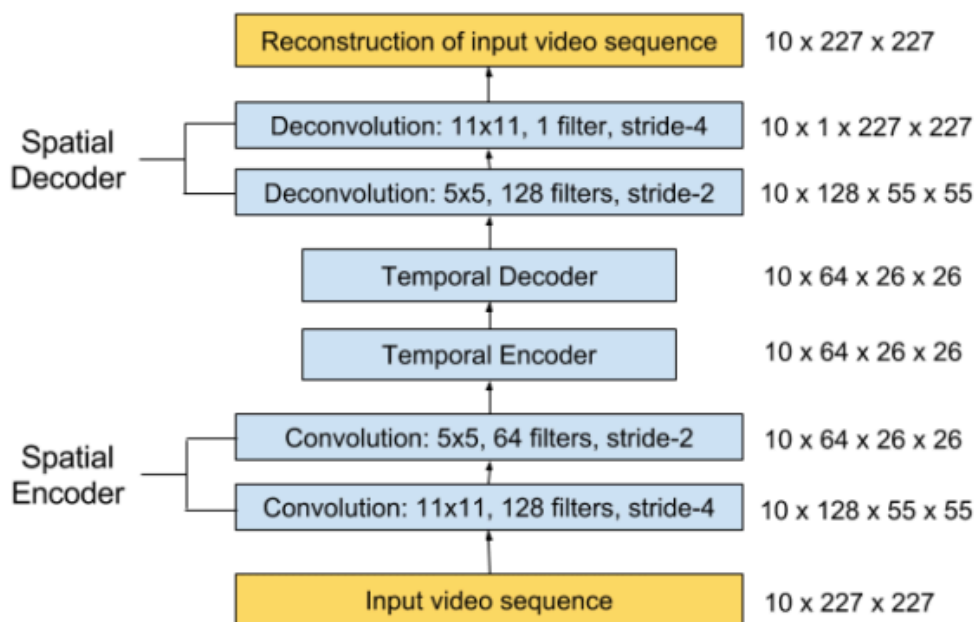 Reconstruction of input video sequence 10 x 227 x 227
Deconvolution: 11x11, 1 filter, stride-4 10 x 1 x 227 x 227
Spatial
Decoder
Deconvolution: 5x5, 128 filters, stride-2 10 x 128 x 55 x 55
Temporal Decoder 10 x 64 x 26 x 26
Temporal Encoder 10 x 64 x 26 x 26
Convolution: 5x5, 64 filters, stride-2 10 x 64 x 26 x 26
Spatial
Encoder
Convolution: 11x11, 128 filters, stride-4 10 x 128 x 55 x 55
Input video sequence 10 x 227 x 227